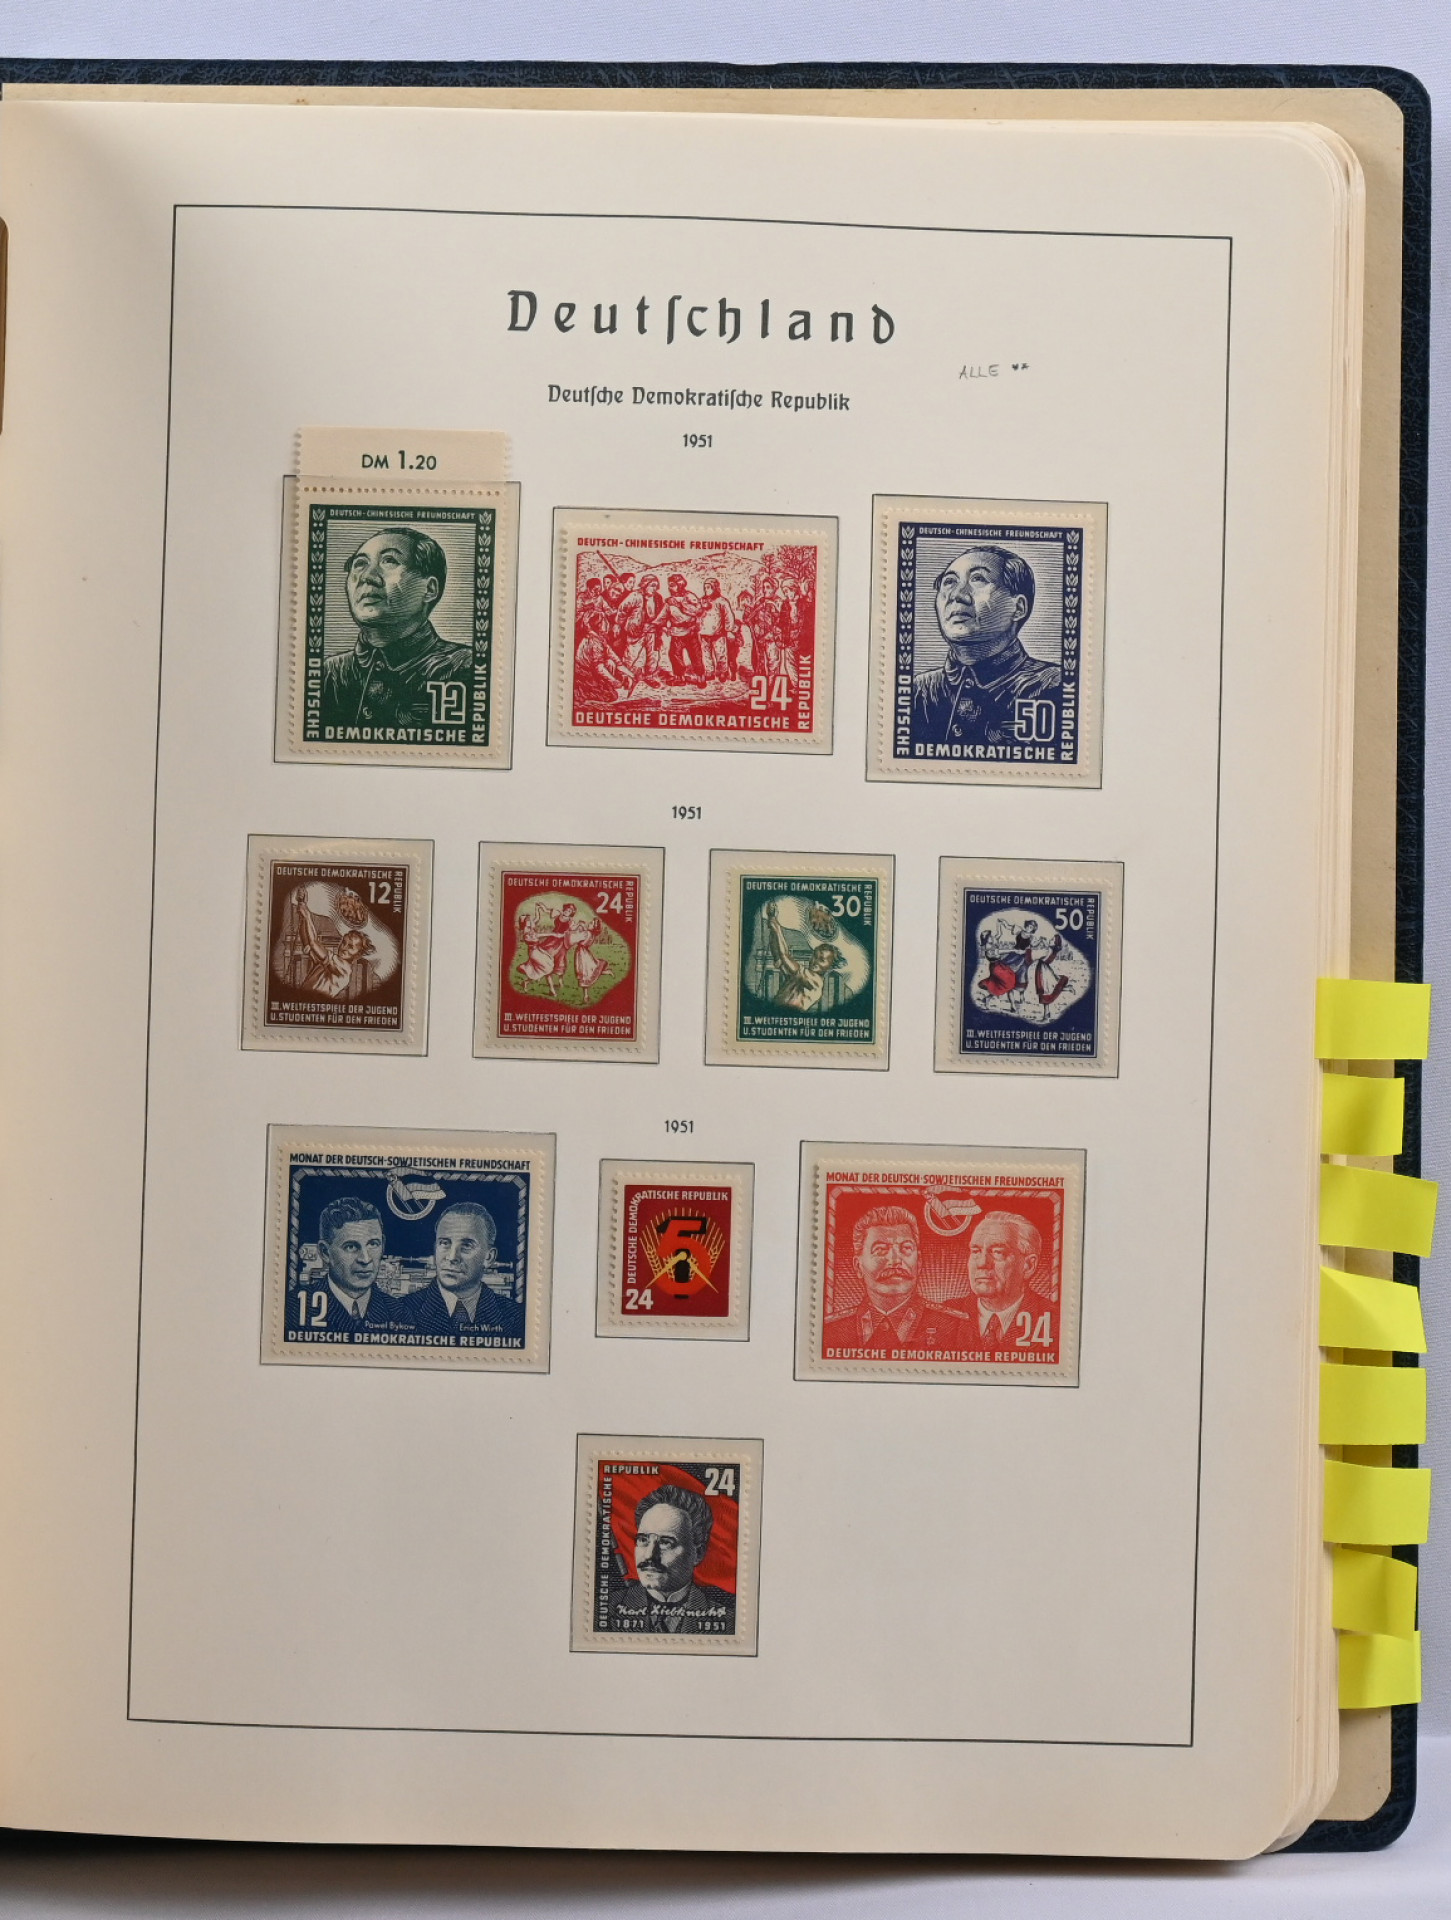 Deutſchland
ALLE **
Deutſche Demokratiſche Republik
1951
DM 1.20
DEUTSCH-CHINESISCHE FREUNDSCHAFT
12
DEUTSCHE DEMOKRATISCHE REPUBLIK
DEUTSCH-CHINESISCHE FREUNDSCHAFT
24
DEUTSCHE DEMOKRATISCHE REPUBLIK
DEUTSCH-CHINESISCHE FREUNDSCHAFT
50
DEUTSCHE DEMOKRATISCHE REPUBLIK
1951
DEUTSCHE DEMOKRATISCHE REPUBLIK
12
III. WELTFESTSPIELE DER JUGEND
U. STUDENTEN FÜR DEN FRIEDEN
DEUTSCHE DEMOKRATISCHE REPUBLIK
24
III. WELTFESTSPIELE DER JUGEND
U. STUDENTEN FÜR DEN FRIEDEN
DEUTSCHE DEMOKRATISCHE REPUBLIK
30
III. WELTFESTSPIELE DER JUGEND
U. STUDENTEN FÜR DEN FRIEDEN
DEUTSCHE DEMOKRATISCHE REPUBLIK
50
III. WELTFESTSPIELE DER JUGEND
U. STUDENTEN FÜR DEN FRIEDEN
1951
MONAT DER DEUTSCH-SOWJETISCHEN FREUNDSCHAFT
12
Pawel Bykow Erich Wirth
DEUTSCHE DEMOKRATISCHE REPUBLIK
DEUTSCHE DEMOKRATISCHE REPUBLIK
5
24
MONAT DER DEUTSCH-SOWJETISCHEN FREUNDSCHAFT
24
DEUTSCHE DEMOKRATISCHE REPUBLIK
DEUTSCHE DEMOKRATISCHE REPUBLIK
24
Karl Liebknecht
1871 1951